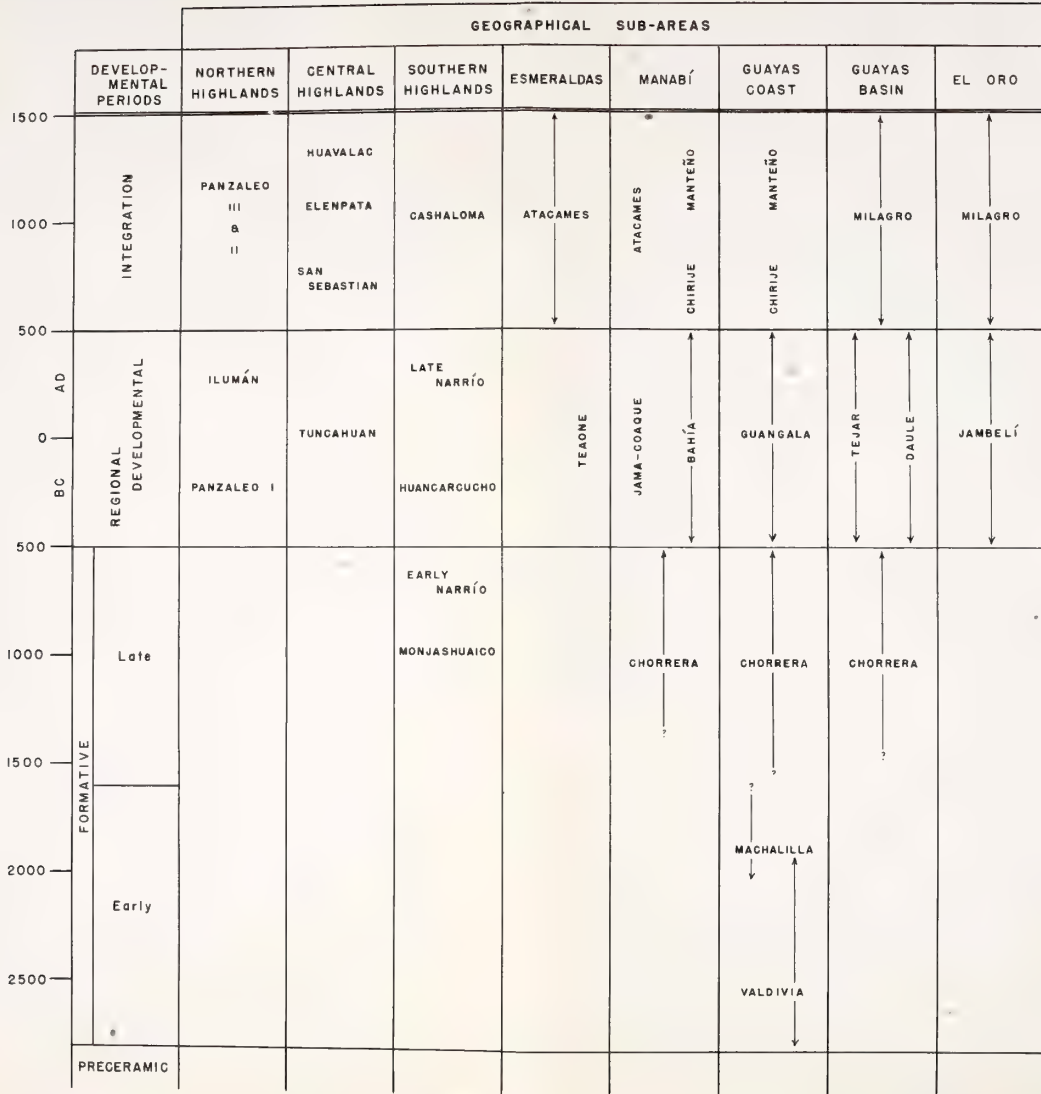 GEOGRAPHICAL SUB-AREAS
DEVELOP-
MENTAL
PERIODS
NORTHERN
HIGHLANDS
CENTRAL
HIGHLANDS
SOUTHERN
HIGHLANDS
ESMERALDAS
MANABÍ
GUAYAS
COAST
GUAYAS
BASIN
EL ORO
1500
1000
500
AD
0
BC
500
1000
1500
2000
2500
INTEGRATION
PANZALEO
III
&
II
HUAVALAC
ELENPATA
SAN
SEBASTIAN
CASHALOMA
ATACAMES
ATACAMES
MANTEÑO
CHIRIJE
MANTEÑO
CHIRIJE
MILAGRO
MILAGRO
REGIONAL
DEVELOPMENTAL
ILUMÁN
PANZALEO I
TUNCAHUAN
LATE
NARRÍO
HUANCARCUCHO
TEAONE
JAMA-COAQUE
BAHÍA
GUANGALA
TEJAR
DAULE
JAMBELÍ
FORMATIVE
Late
EARLY
NARRÍO
MONJASHUAICO
CHORRERA
?
CHORRERA
?
CHORRERA
?
Early
?
MACHALILLA
VALDIVIA
PRECERAMIC